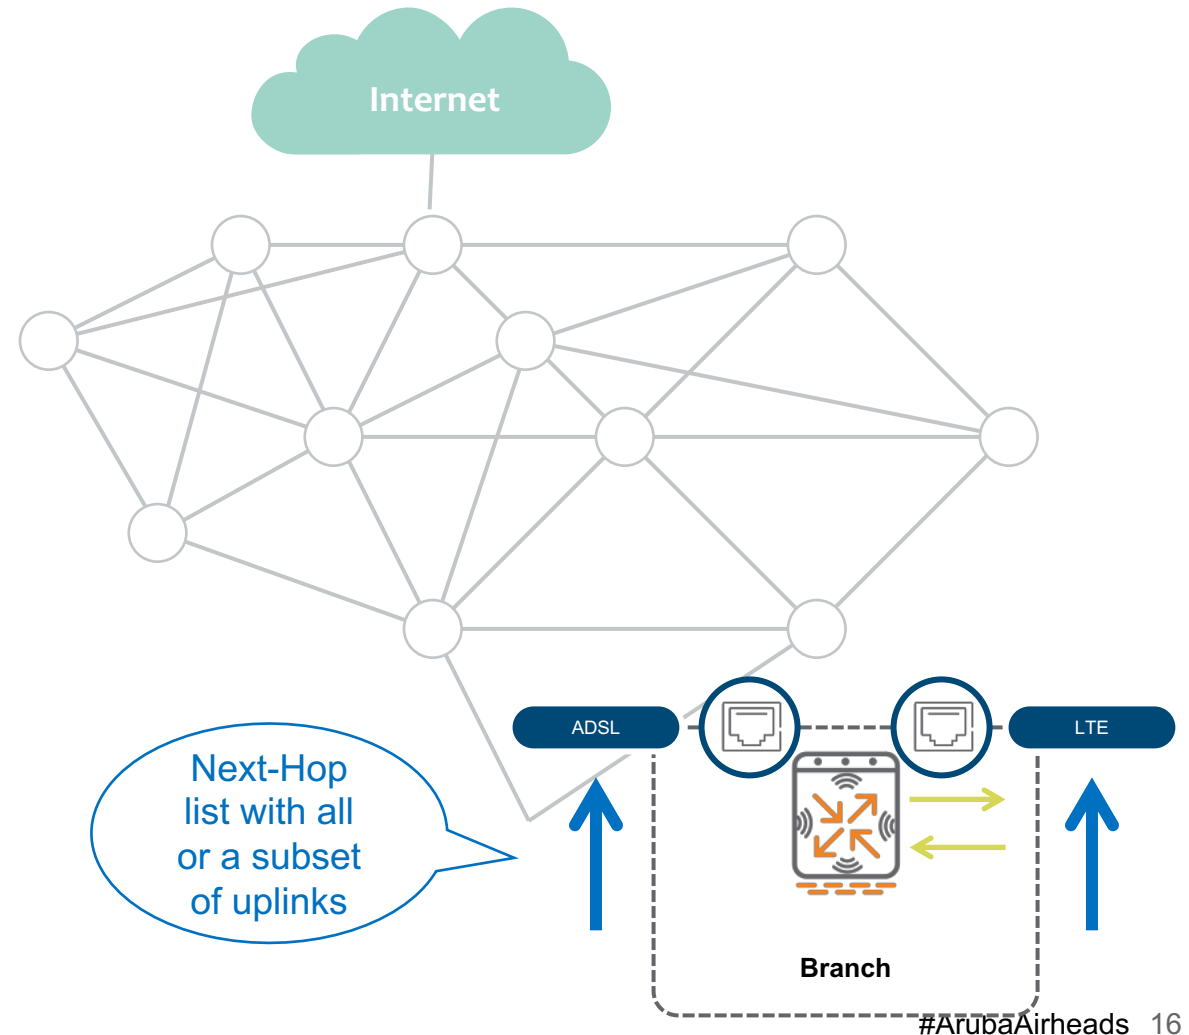 Internet
ADSL
LTE
Next-Hop
list with all
or a subset
of uplinks
Branch
#ArubaAirheads 16